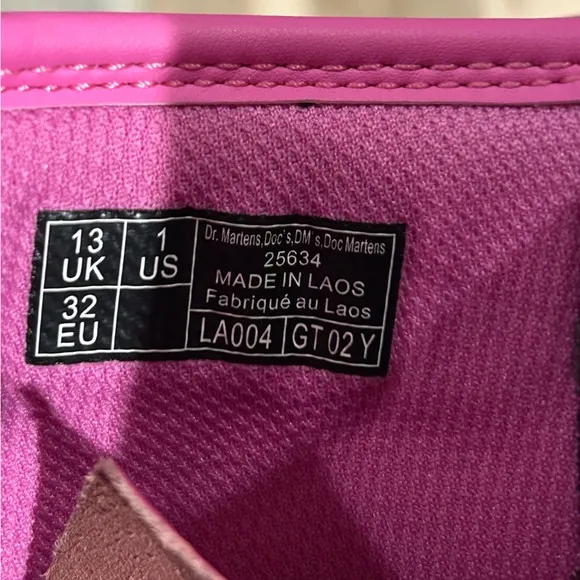 13
UK
1
US
32
EU
Dr. Martens,Doc's,DM's,Doc Martens
25634
MADE IN LAOS
Fabriqué au Laos
LA004
GT 02 Y